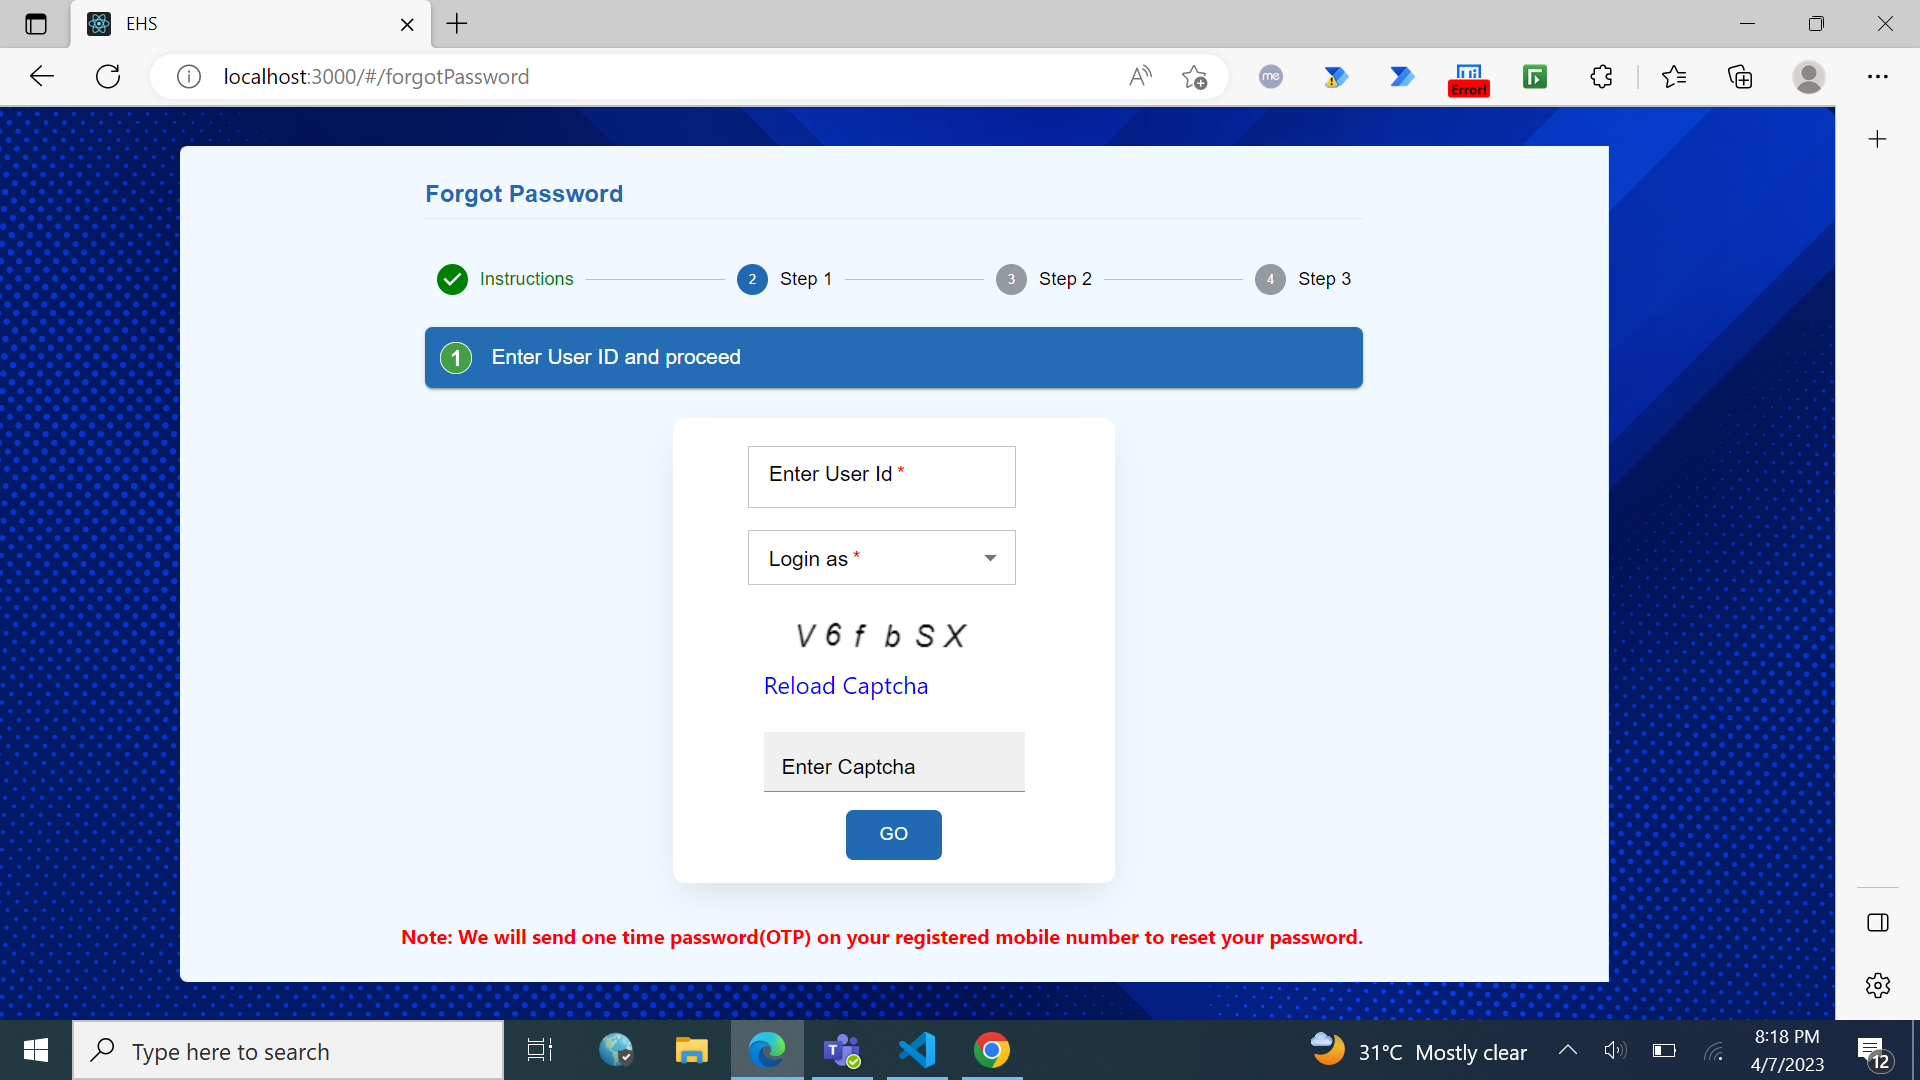 EHS
localhost:3000/#/forgotPassword
me
Error!
Forgot Password
Instructions
2 Step 1
3 Step 2
4 Step 3
1 Enter User ID and proceed
Enter User Id *
Login as *
V 6 f b S X
Reload Captcha
Enter Captcha
GO
Note: We will send one time password(OTP) on your registered mobile number to reset your password.
Type here to search
31°C Mostly clear
8:18 PM
4/7/2023
12